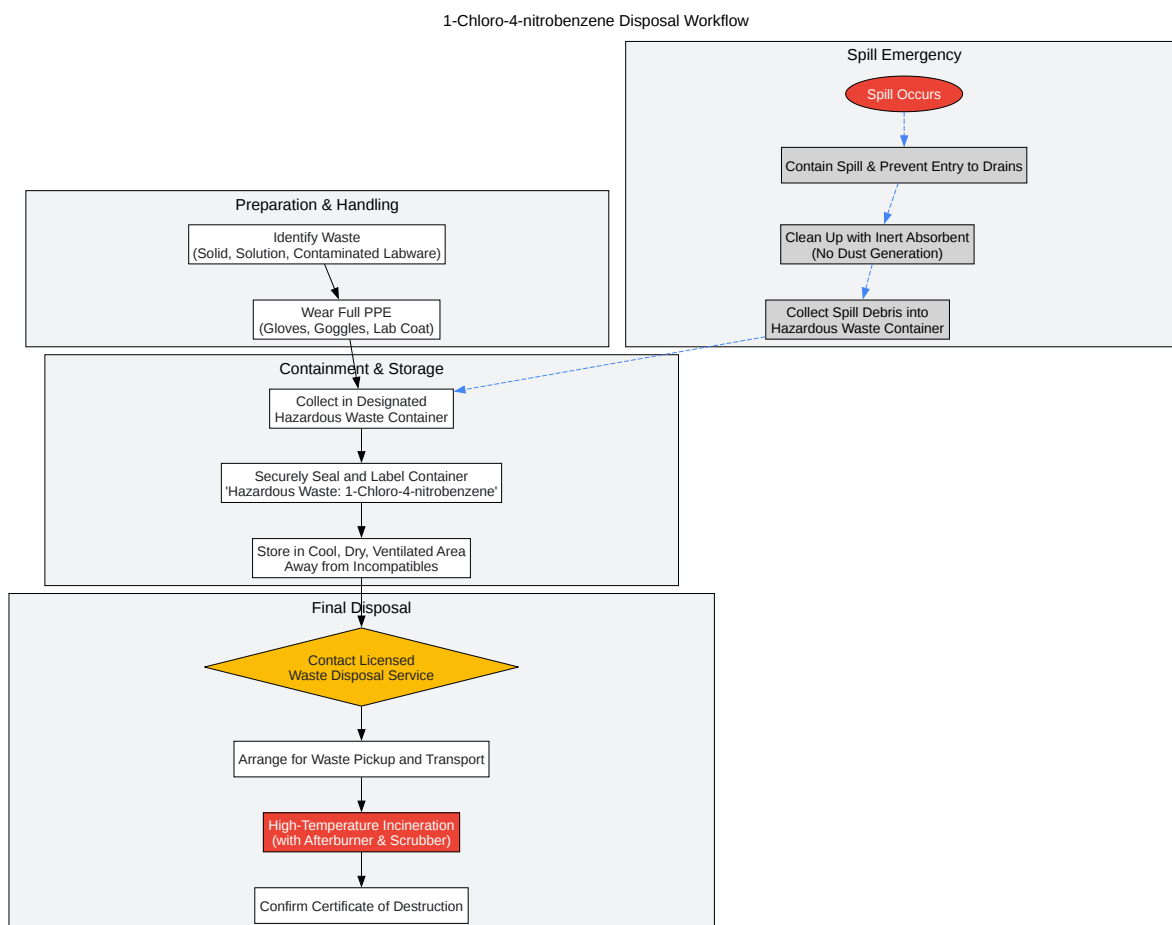 1-Chloro-4-nitrobenzene Disposal Workflow
Spill Emergency
Spill Occurs
Contain Spill & Prevent Entry to Drains
Clean Up with Inert Absorbent
(No Dust Generation)
Collect Spill Debris into
Hazardous Waste Container
Preparation & Handling
Identify Waste
(Solid, Solution, Contaminated Labware)
Wear Full PPE
(Gloves, Goggles, Lab Coat)
Containment & Storage
Collect in Designated
Hazardous Waste Container
Securely Seal and Label Container
'Hazardous Waste: 1-Chloro-4-nitrobenzene'
Store in Cool, Dry, Ventilated Area
Away from Incompatibles
Final Disposal
Contact Licensed
Waste Disposal Service
Arrange for Waste Pickup and Transport
High-Temperature Incineration
(with Afterburner & Scrubber)
Confirm Certificate of Destruction